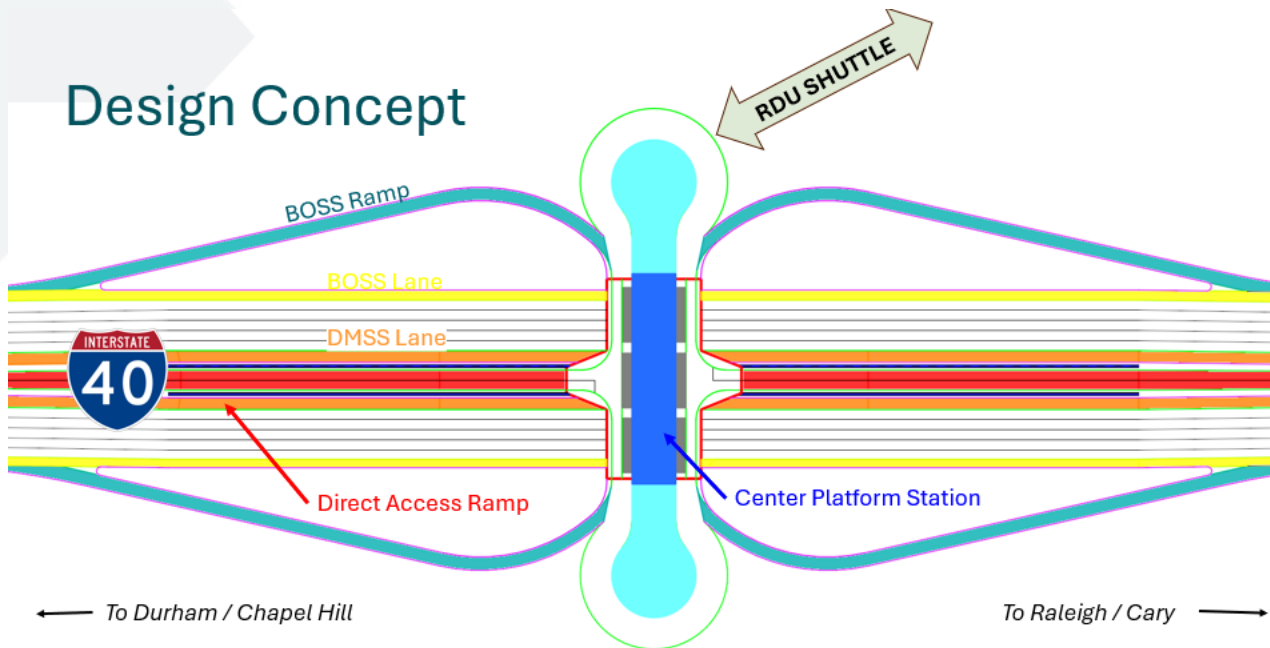 Design Concept
RDU SHUTTLE
BOSS Ramp
BOSS Lane
DMSS Lane
INTERSTATE
40
Direct Access Ramp
Center Platform Station
To Durham / Chapel Hill
To Raleigh / Cary